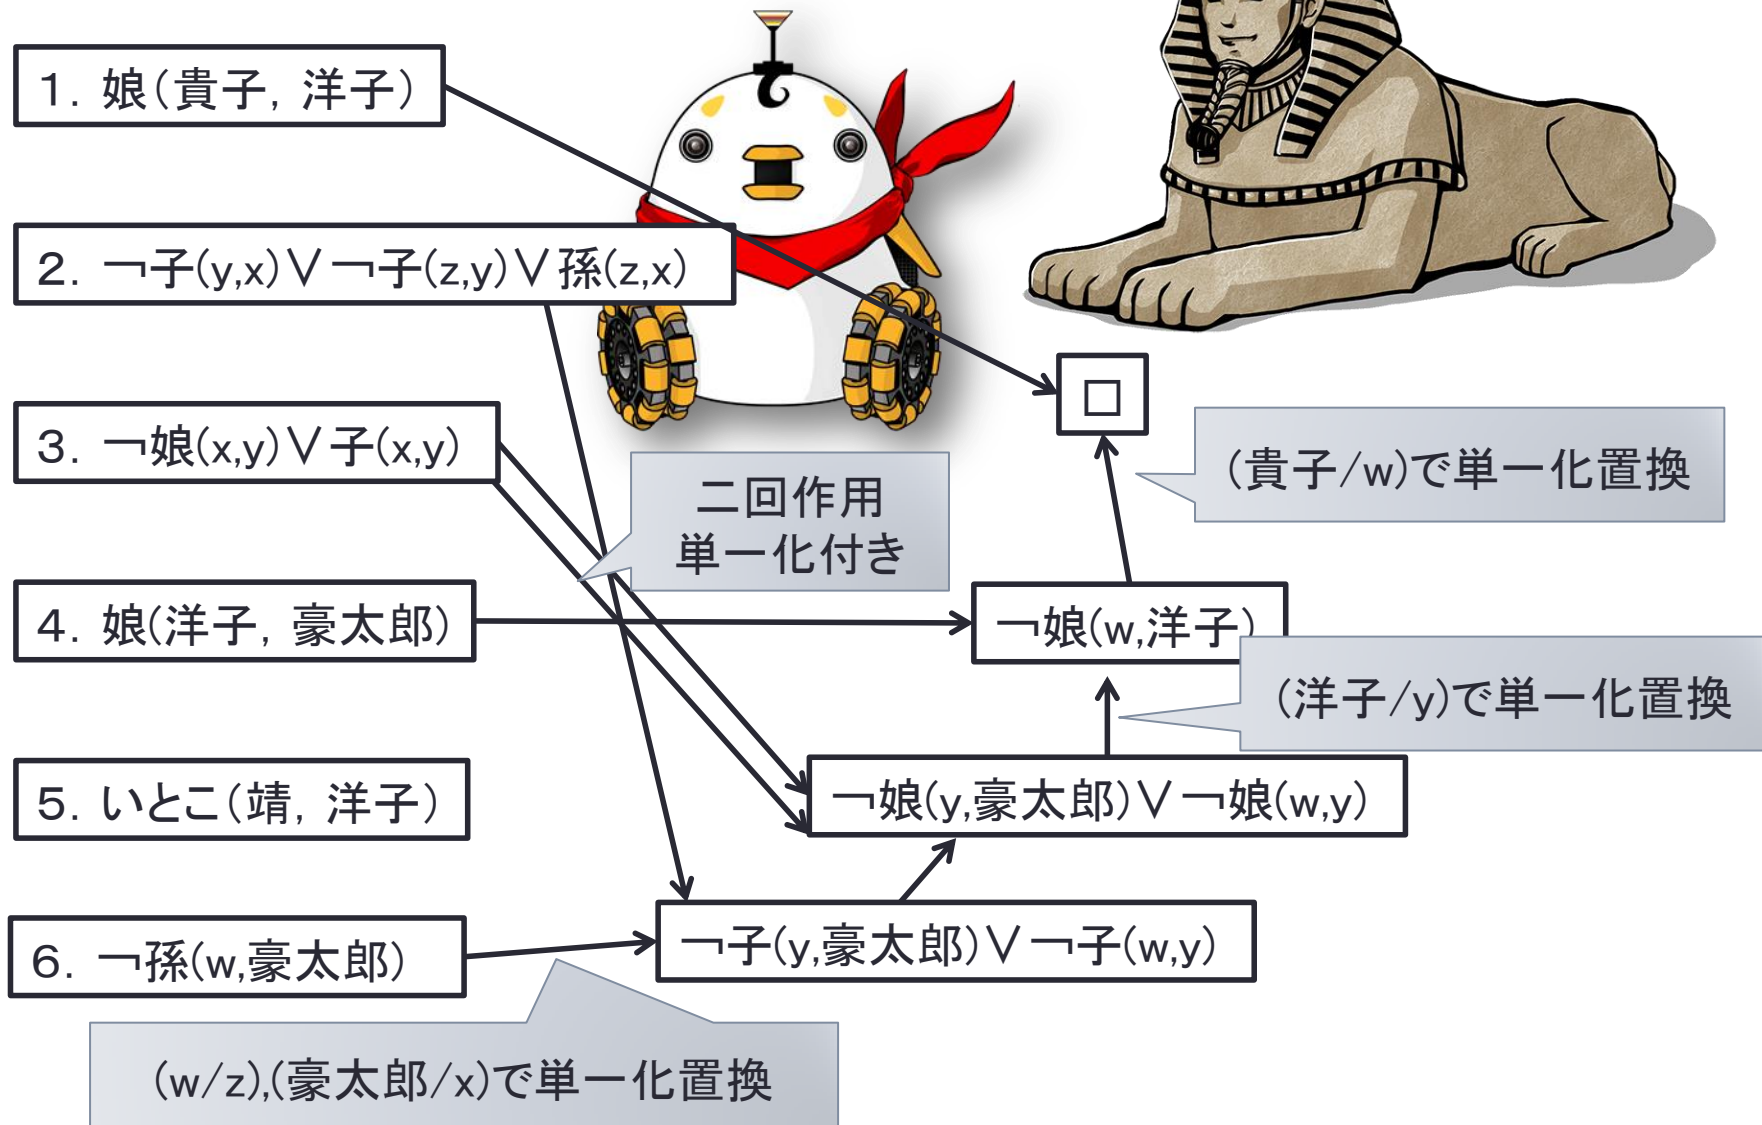 1. 娘(貴子, 洋子)
2. ¬子(y,x)∨¬子(z,y)∨孫(z,x)
3. ¬娘(x,y)∨子(x,y)
4. 娘(洋子, 豪太郎)
5. いとこ(靖, 洋子)
6. ¬孫(w,豪太郎)
(w/z),(豪太郎/x)で単一化置換
¬子(y,豪太郎)∨¬子(w,y)
二回作用
単一化付き
¬娘(y,豪太郎)∨¬娘(w,y)
(洋子/y)で単一化置換
¬娘(w,洋子)
(貴子/w)で単一化置換
□